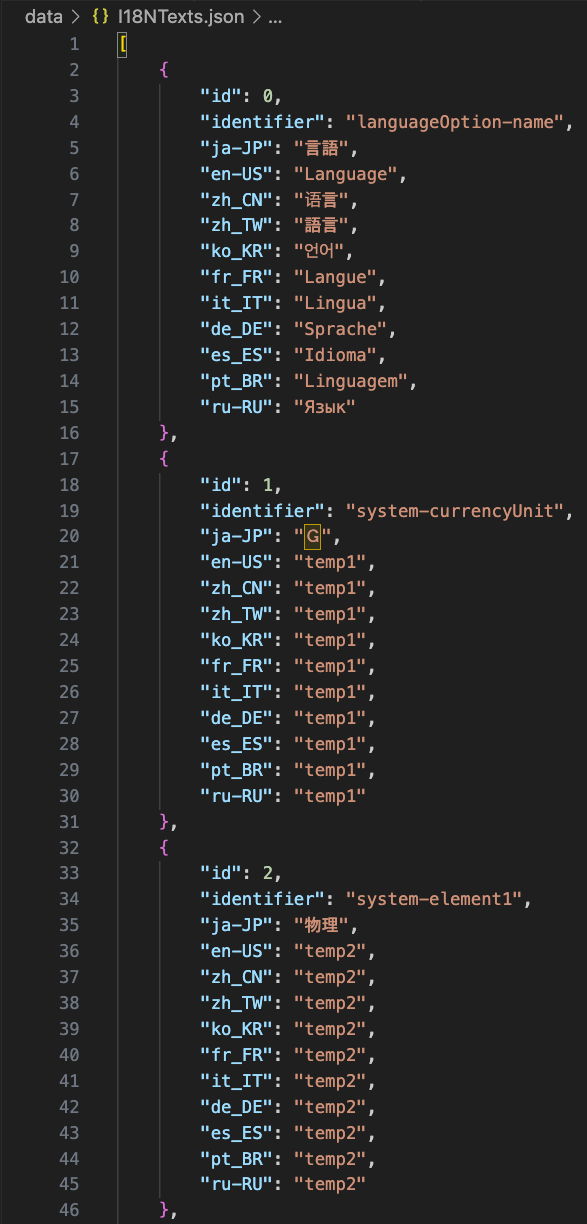 data > {} I18NTexts.json > ...
1 [
2 {
3 "id": 0,
4 "identifier": "languageOption-name",
5 "ja-JP": "言語",
6 "en-US": "Language",
7 "zh_CN": "语言",
8 "zh_TW": "語言",
9 "ko_KR": "언어",
10 "fr_FR": "Langue",
11 "it_IT": "Lingua",
12 "de_DE": "Sprache",
13 "es_ES": "Idioma",
14 "pt_BR": "Linguagem",
15 "ru-RU": "Язык"
16 },
17 {
18 "id": 1,
19 "identifier": "system-currencyUnit",
20 "ja-JP": "G",
21 "en-US": "temp1",
22 "zh_CN": "temp1",
23 "zh_TW": "temp1",
24 "ko_KR": "temp1",
25 "fr_FR": "temp1",
26 "it_IT": "temp1",
27 "de_DE": "temp1",
28 "es_ES": "temp1",
29 "pt_BR": "temp1",
30 "ru-RU": "temp1"
31 },
32 {
33 "id": 2,
34 "identifier": "system-element1",
35 "ja-JP": "物理",
36 "en-US": "temp2",
37 "zh_CN": "temp2",
38 "zh_TW": "temp2",
39 "ko_KR": "temp2",
40 "fr_FR": "temp2",
41 "it_IT": "temp2",
42 "de_DE": "temp2",
43 "es_ES": "temp2",
44 "pt_BR": "temp2",
45 "ru-RU": "temp2"
46 },